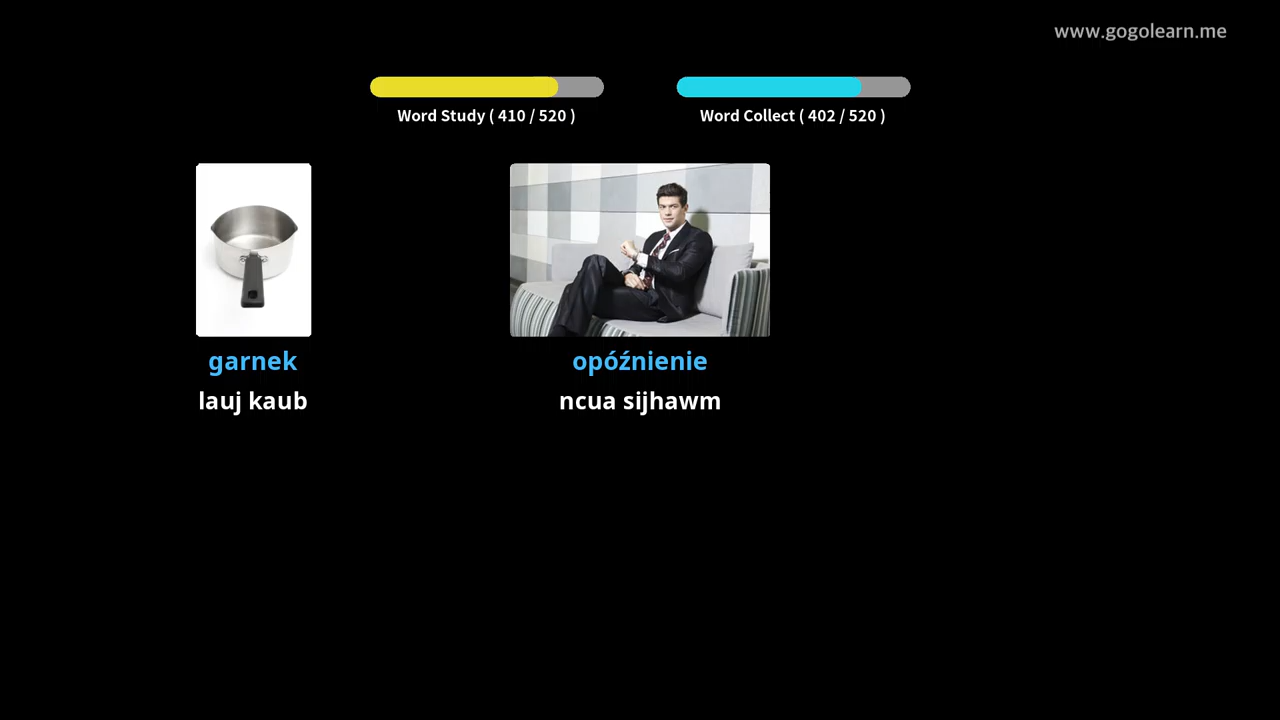 www.gogolearn.me
Word Study ( 410 / 520 )
Word Collect ( 402 / 520 )
garnek
lauj kaub
opóźnienie
ncua sijhawm